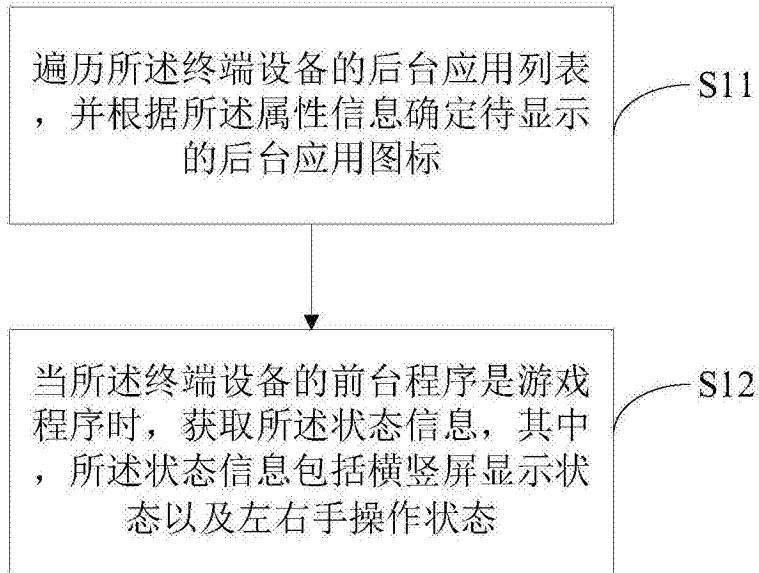 遍历所述终端设备的后台应用列表
，并根据所述属性信息确定待显示
的后台应用图标
S11
当所述终端设备的前台程序是游戏
程序时，获取所述状态信息，其中
，所述状态信息包括横竖屏显示状
态以及左右手操作状态
S12